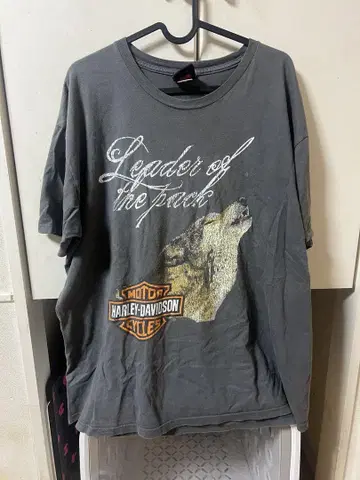 Leader of
the pack
MOTOR
HARLEY-DAVIDSON
CYCLES